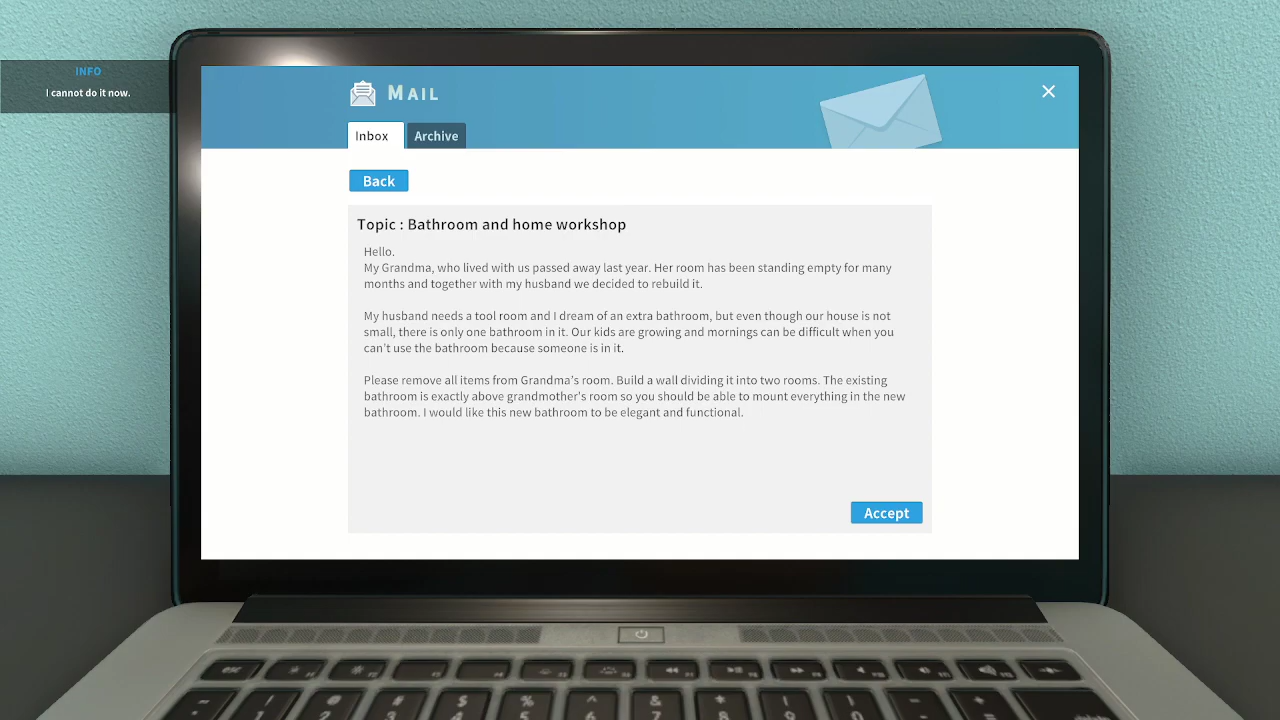 INFO
I cannot do it now.
MAIL
Inbox
Archive
Back
Topic : Bathroom and home workshop
Hello.
My Grandma, who lived with us passed away last year. Her room has been standing empty for many
months and together with my husband we decided to rebuild it.
My husband needs a tool room and I dream of an extra bathroom, but even though our house is not
small, there is only one bathroom in it. Our kids are growing and mornings can be difficult when you
can't use the bathroom because someone is in it.
Please remove all items from Grandma's room. Build a wall dividing it into two rooms. The existing
bathroom is exactly above grandmother's room so you should be able to mount everything in the new
bathroom. I would like this new bathroom to be elegant and functional.
Accept
esc